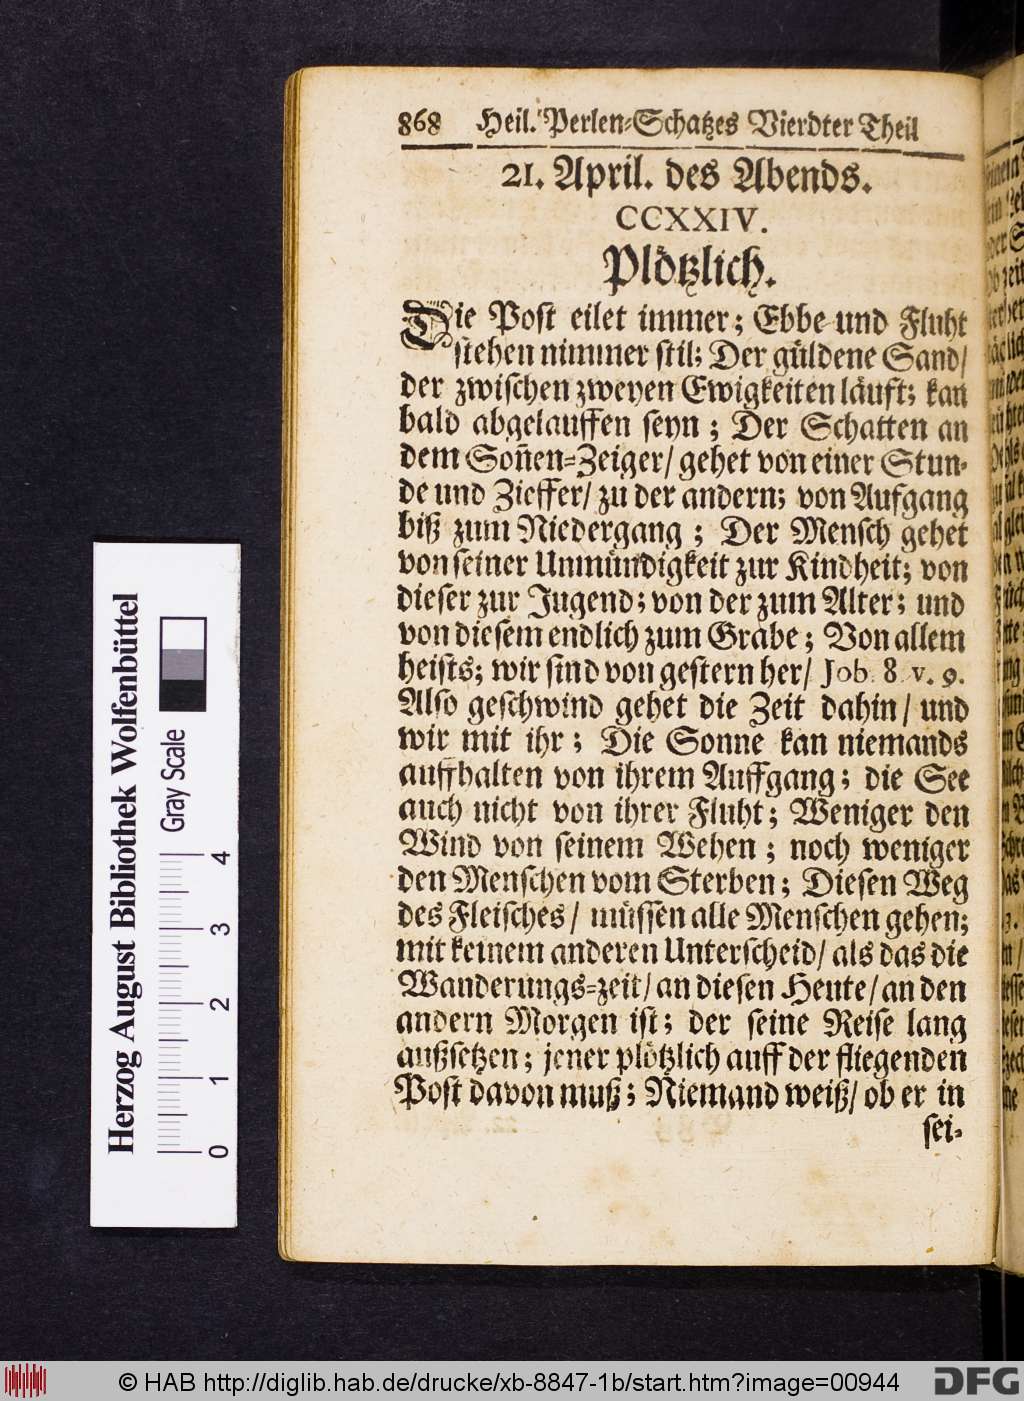 868 Heil. Perlen-Schatzes Vierdter Theil
21. April. des Abends.
CCXXIV.
Plötzlich.
Die Post eilet immer; Ebbe und Fluht
stehen nimmer stil; Der güldene Sand/
der zwischen zweyen Ewigkeiten läuft; kan
bald abgelauffen seyn; Der Schatten an
dem Son̄en-Zeiger/ gehet von einer Stun-
de und Zieffer/ zu der andern; von Aufgang
biß zum Niedergang; Der Mensch gehet
von seiner Unmündigkeit zur Kindheit; von
dieser zur Jugend; von der zum Alter; und
von diesem endlich zum Grabe; Von allem
heists; wir sind von gestern her/ Job. 8 v. 9.
Also geschwind gehet die Zeit dahin/ und
wir mit ihr; Die Sonne kan niemands
auffhalten von ihrem Auffgang; die See
auch nicht von ihrer Fluht; Weniger den
Wind von seinem Wehen; noch weniger
den Menschen vom Sterben; Diesen Weg
des Fleisches/ müssen alle Menschen gehen;
mit keinem anderen Unterscheid/ als das die
Wanderungs-zeit/ an diesen Heute/ an den
andern Morgen ist; der seine Reise lang
außsetzen; jener plötzlich auff der fliegenden
Post davon muß; Niemand weiß/ ob er in
sei-
Herzog August Bibliothek Wolfenbüttel
Gray Scale
0 1 2 3 4
© HAB http://diglib.hab.de/drucke/xb-8847-1b/start.htm?image=00944
DFG